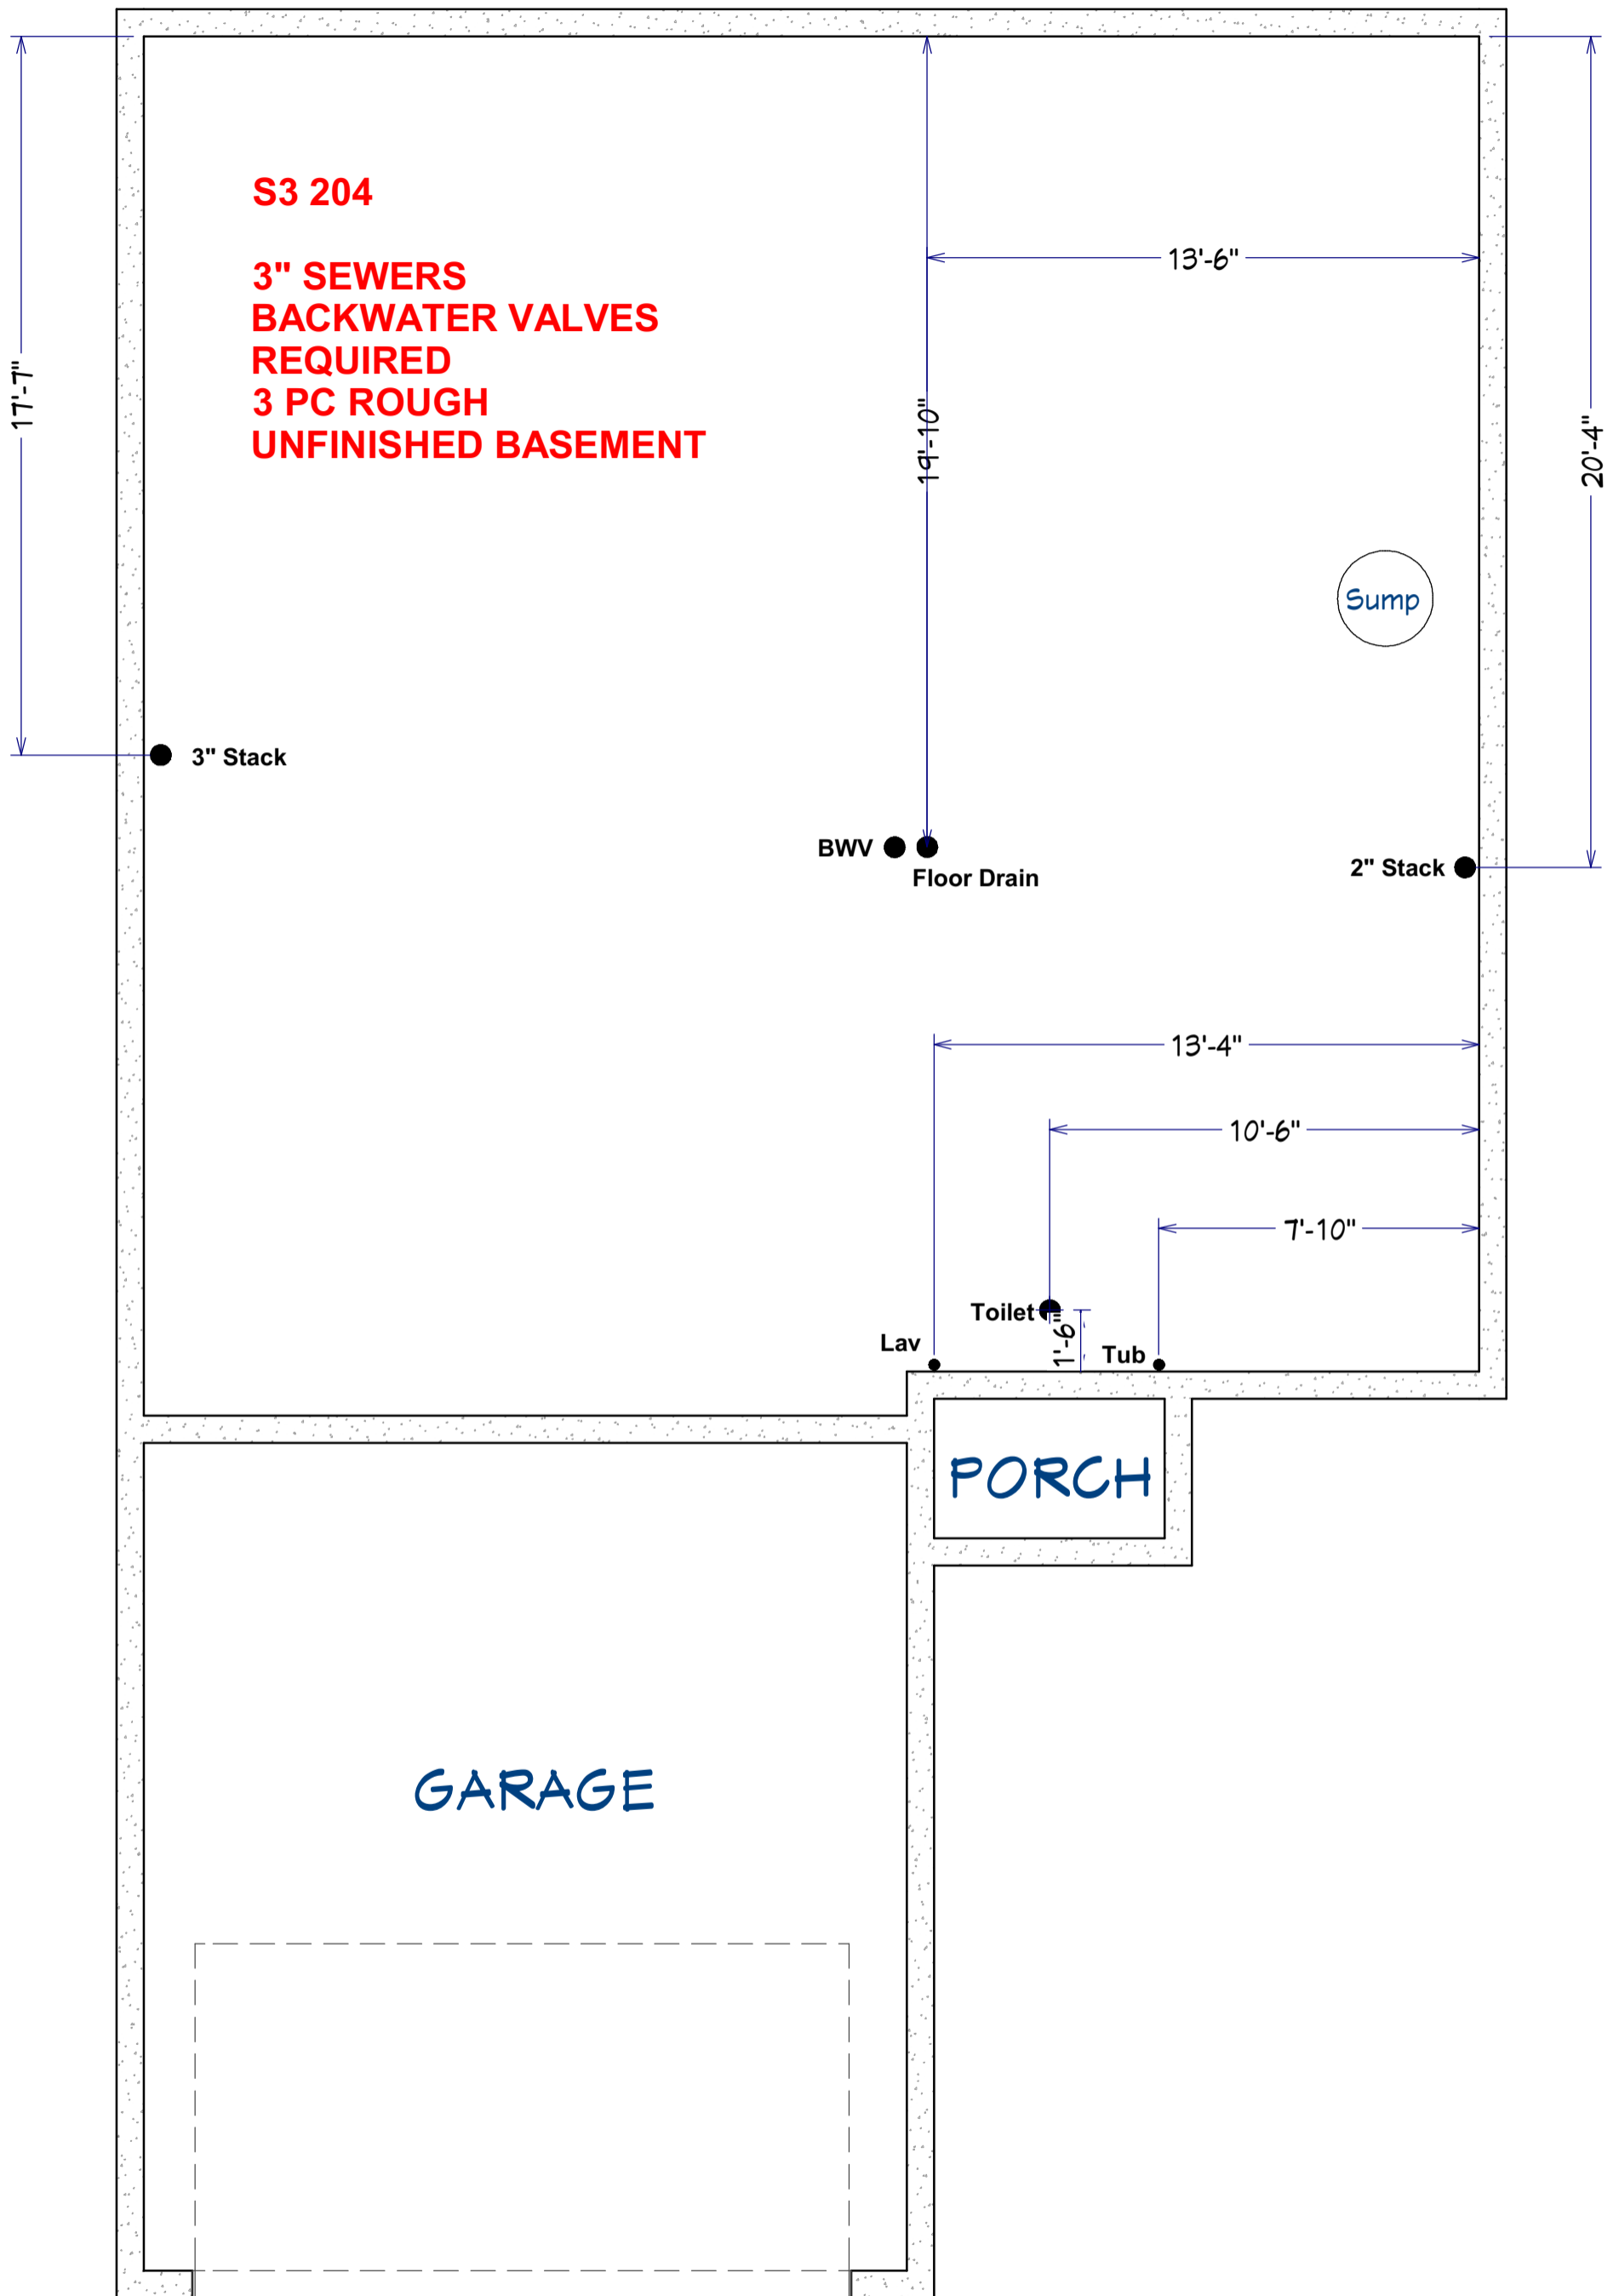 S3 204
3" SEWERS
BACKWATER VALVES
REQUIRED
3 PC ROUGH
UNFINISHED BASEMENT
13'-6"
17'-7"
19'-10"
20'-4"
Sump
3" Stack
BWV
Floor Drain
2" Stack
13'-4"
10'-6"
7'-10"
Toilet
1'-6"
Lav
Tub
PORCH
GARAGE